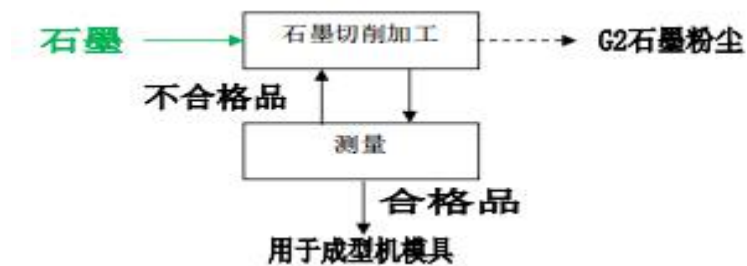 石墨
石墨切削加工
G2石墨粉尘
不合格品
测量
合格品
用于成型机模具